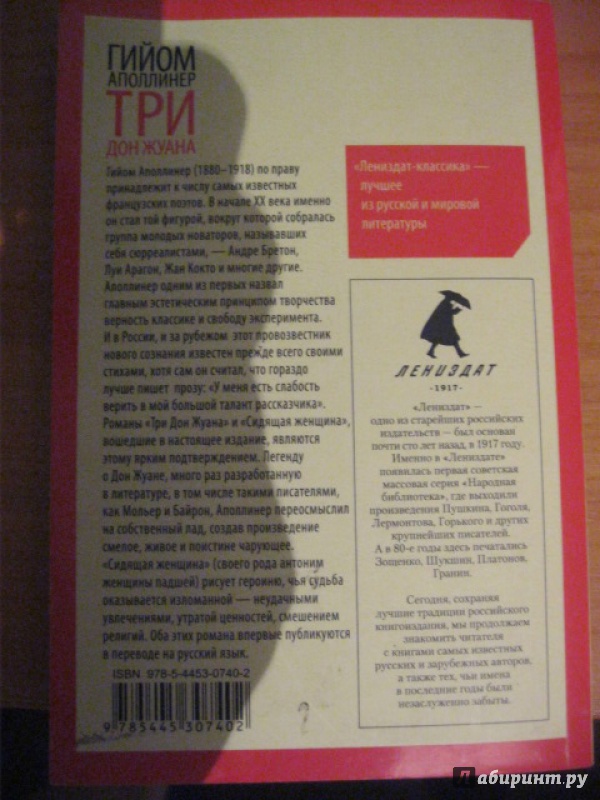 ГИЙОМ
АПОЛЛИНЕР
ТРИ
ДОН ЖУАНА
Гийом Аполлинер (1880–1918) по праву
принадлежит к числу самых известных
французских поэтов. В начале XX века именно
он стал той фигурой, вокруг которой собралась
группа молодых новаторов, называвших
себя сюрреалистами, — Андре Бретон,
Луи Арагон, Жан Кокто и многие другие.
Аполлинер одним из первых назвал
главным эстетическим принципом творчества
верность классике и свободу эксперимента.
И в России, и за рубежом этот провозвестник
нового сознания известен прежде всего своими
стихами, хотя сам он считал, что гораздо
лучше пишет прозу: «У меня есть слабость
верить в мой большой талант рассказчика».
Романы «Три Дон Жуана» и «Сидящая женщина»,
вошедшие в настоящее издание, являются
этому ярким подтверждением. Легенду
о Дон Жуане, много раз разработанную
в литературе, в том числе такими писателями,
как Мольер и Байрон, Аполлинер переосмыслил
на собственный лад, создав произведение
смелое, живое и поистине чарующее.
«Сидящая женщина» (своего рода антоним
женщины падшей) рисует героиню, чья судьба
оказывается изломанной — неудачными
увлечениями, утратой ценностей, смешением
религий. Оба этих романа впервые публикуются
в переводе на русский язык.
ISBN 978-5-4453-0740-2
9 785445 307402
«Лениздат-классика» —
лучшее
из русской и мировой
литературы
ЛЕНИЗДАТ
-1917-
«Лениздат» —
одно из старейших российских
издательств — был основан
почти сто лет назад, в 1917 году.
Именно в «Лениздате»
появилась первая советская
массовая серия «Народная
библиотека», где выходили
произведения Пушкина, Гоголя,
Лермонтова, Горького и других
крупнейших писателей.
А в 80-е годы здесь печатались
Зощенко, Шукшин, Платонов,
Гранин.
Сегодня, сохраняя
лучшие традиции российского
книгоиздания, мы продолжаем
знакомить читателя
с книгами самых известных
русских и зарубежных авторов,
а также тех, чьи имена
в последние годы были
незаслуженно забыты.
Лабиринт.ру